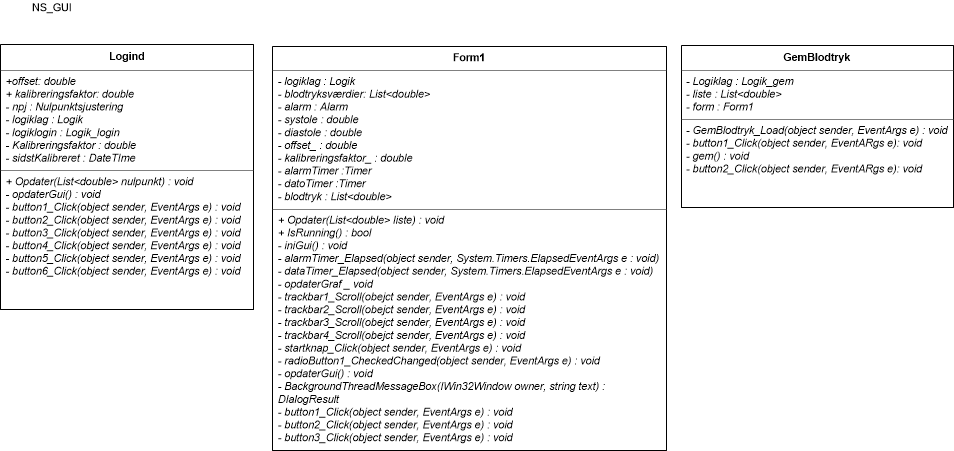 NS_GUI
Logind
+offset: double
+ kalibreringsfaktor: double
- npj : Nulpunktsjustering
- logiklag : Logik
- logiklogin : Logik_login
- Kalibreringsfaktor : double
- sidstKalibreret : DateTIme
+ Opdater(List<double> nulpunkt) : void
- opdaterGui() : void
- button1_Click(object sender, EventArgs e) : void
- button2_Click(object sender, EventArgs e) : void
- button3_Click(object sender, EventArgs e) : void
- button4_Click(object sender, EventArgs e) : void
- button5_Click(object sender, EventArgs e) : void
- button6_Click(object sender, EventArgs e) : void
Form1
- logiklag : Logik
- blodtryksværdier: List<double>
- alarm : Alarm
- systole : double
- diastole : double
- offset_ : double
- kalibreringsfaktor_ : double
- alarmTimer :Timer
- datoTimer :Timer
- blodtryk : List<double>
+ Opdater(List<double> liste) : void
+ IsRunning() : bool
- iniGui() : void
- alarmTimer_Elapsed(object sender, System.Timers.ElapsedEventArgs e : void)
- dataTimer_Elapsed(object sender, System.Timers.ElapsedEventArgs e : void)
- opdaterGraf _ void
- trackbar1_Scroll(obejct sender, EventArgs e) : void
- trackbar2_Scroll(obejct sender, EventArgs e) : void
- trackbar3_Scroll(obejct sender, EventArgs e) : void
- trackbar4_Scroll(obejct sender, EventArgs e) : void
- startknap_Click(object sender, EventArgs e) : void
- radioButton1_CheckedChanged(object sender, EventArgs e) : void
- opdaterGui() : void
- BackgroundThreadMessageBox(IWin32Window owner, string text) :
DialogResult
- button1_Click(object sender, EventArgs e) : void
- button2_Click(object sender, EventArgs e) : void
- button3_Click(object sender, EventArgs e) : void
GemBlodtryk
- Logiklag : Logik_gem
- liste : List<double>
- form : Form1
- GemBlodtryk_Load(object sender, EventArgs e) : void
- button1_Click(object sender, EventARgs e): void
- gem() : void
- button2_Click(object sender, EventARgs e): void